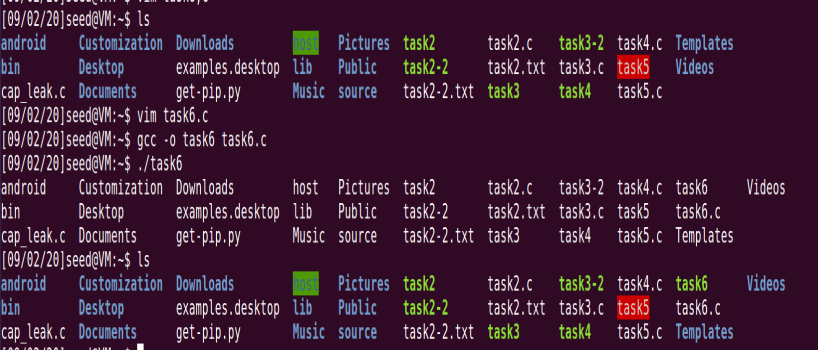 [09/02/20]seed@VM:~$ ls
android Customization Downloads host Pictures task2 task2.c task3-2 task4.c Templates
bin Desktop examples.desktop lib Public task2-2 task2.txt task3.c task5 Videos
cap_leak.c Documents get-pip.py Music source task2-2.txt task3 task4 task5.c
[09/02/20]seed@VM:~$ vim task6.c
[09/02/20]seed@VM:~$ gcc -o task6 task6.c
[09/02/20]seed@VM:~$ ./task6
android Customization Downloads host Pictures task2 task2.c task3-2 task4.c task6 Videos
bin Desktop examples.desktop lib Public task2-2 task2.txt task3.c task5 task6.c
cap_leak.c Documents get-pip.py Music source task2-2.txt task3 task4 task5.c Templates
[09/02/20]seed@VM:~$ ls
android Customization Downloads host Pictures task2 task2.c task3-2 task4.c task6 Videos
bin Desktop examples.desktop lib Public task2-2 task2.txt task3.c task5 task6.c
cap_leak.c Documents get-pip.py Music source task2-2.txt task3 task4 task5.c Templates